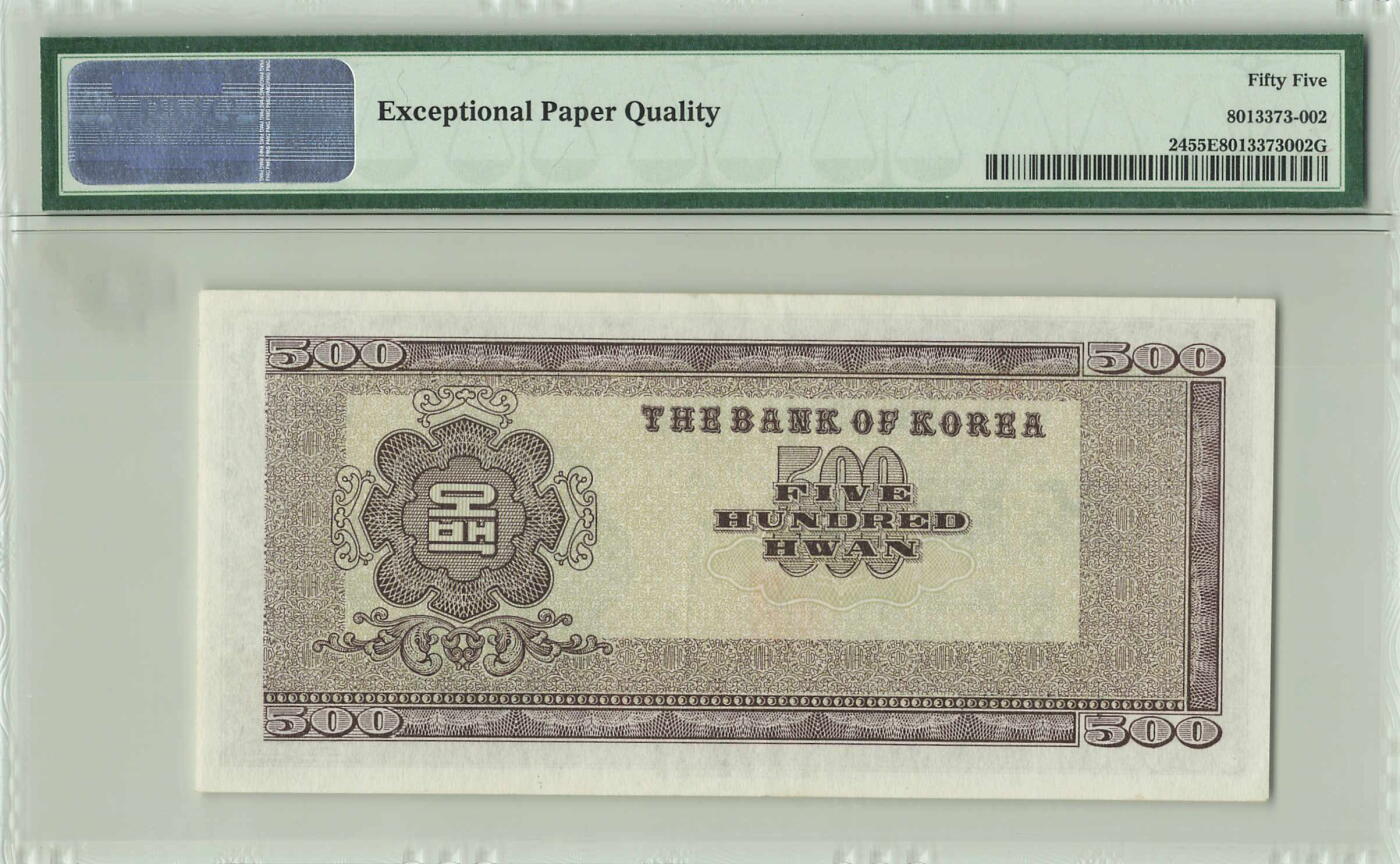 Exceptional Paper Quality
Fifty Five
8013373-002
2455E8013373002G
500
500
THE BANK OF KOREA
500
FIVE
HUNDRED
HWAN
오백
500
500